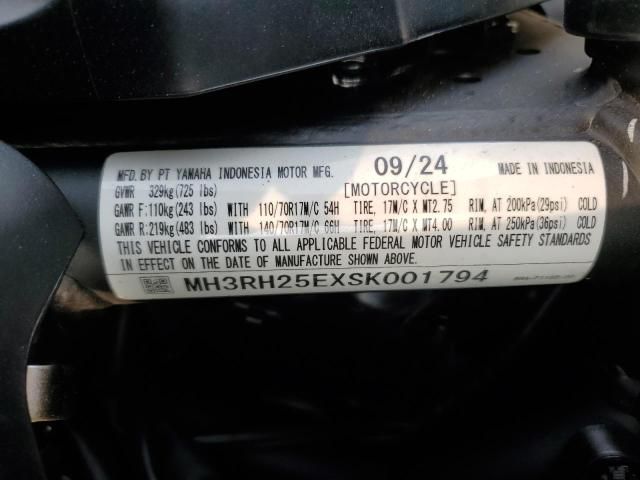 MFD. BY PT YAMAHA INDONESIA MOTOR MFG. 09/24 MADE IN INDONESIA
GVWR 329kg(725 lbs) [MOTORCYCLE]
GAWR F:110kg(243 lbs) WITH 110/70R17M/C 54H TIRE, 17M/C X MT2.75 RIM, AT 200kPa(29psi) COLD
GAWR R:219kg(483 lbs) WITH 140/70R17M/C 66H TIRE, 17M/C X MT4.00 RIM, AT 250kPa(36psi) COLD
THIS VEHICLE CONFORMS TO ALL APPLICABLE FEDERAL MOTOR VEHICLE SAFETY STANDARDS
IN EFFECT ON THE DATE OF MANUFACTURE SHOWN ABOVE.
MH3RH25EXSK001794